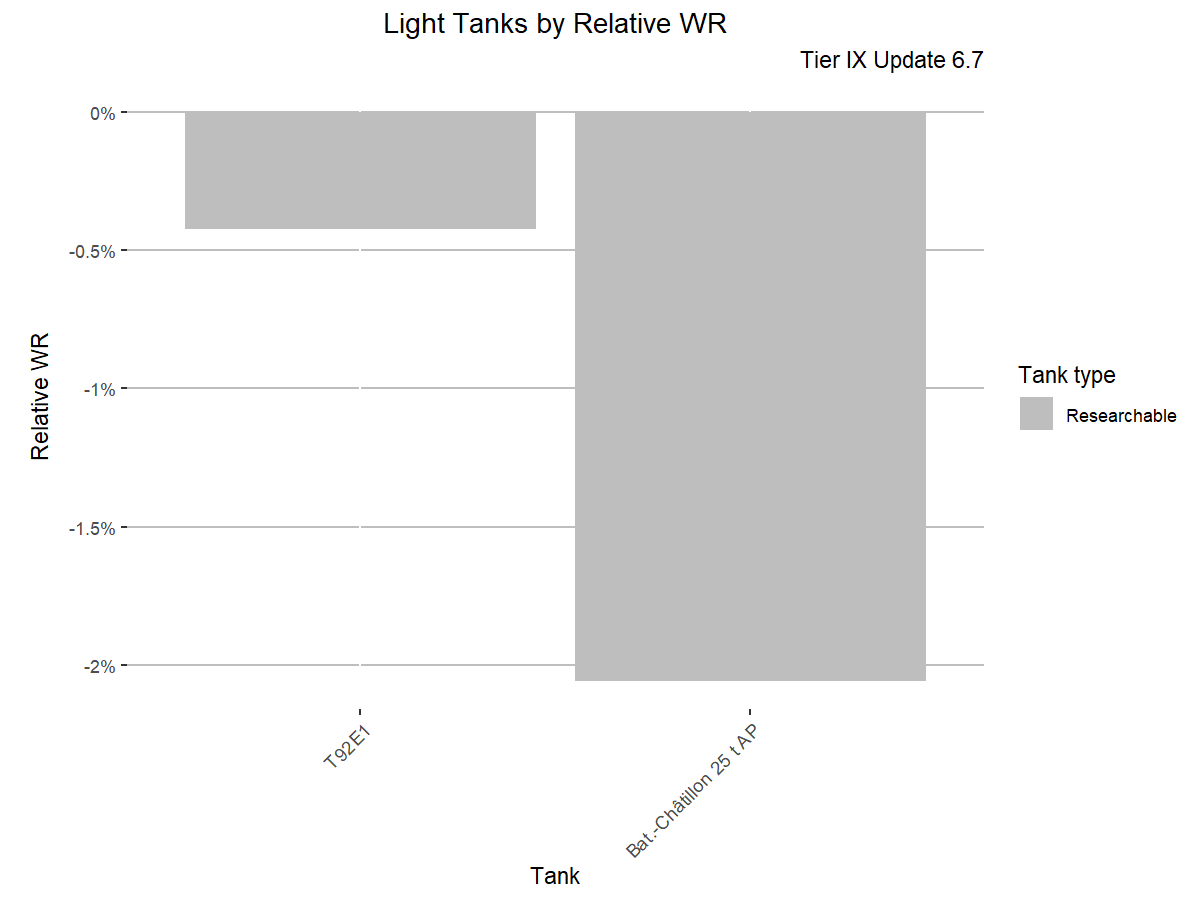 Light Tanks by Relative WR
Tier IX Update 6.7
0%
-0.5%
-1%
-1.5%
-2%
Relative WR
T92E1
Bat.-Châtillon 25 t AP
Tank
Tank type
Researchable